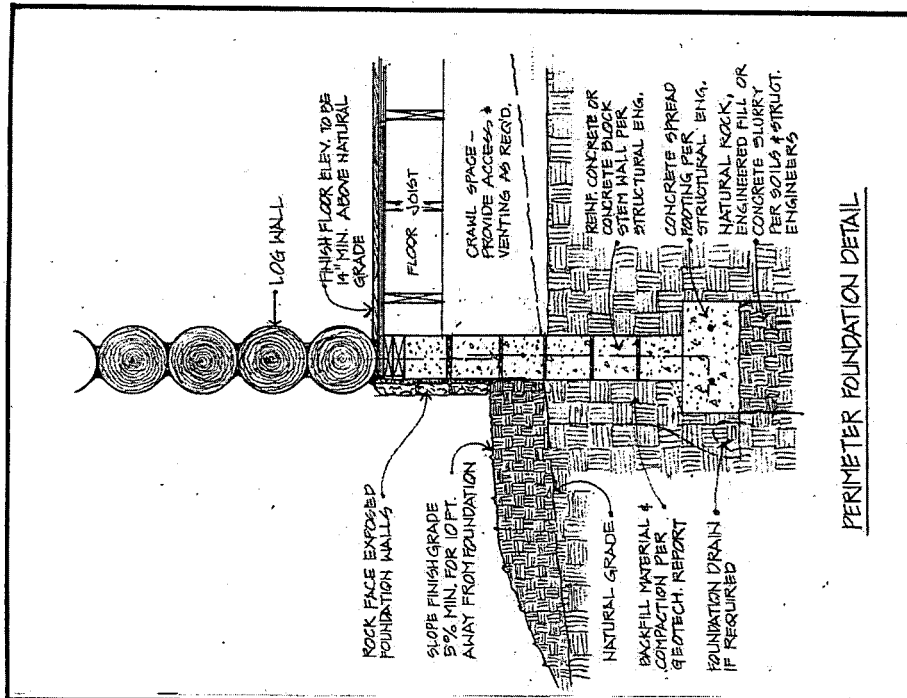 LOG WALL
FINISH FLOOR ELEV. TO BE
14" MIN. ABOVE NATURAL
GRADE
FLOOR JOIST
CRAWL SPACE -
PROVIDE ACCESS &
VENTING AS REQ'D.
REINF. CONCRETE OR
CONCRETE BLOCK
STEM WALL PER
STRUCTURAL ENG.
CONCRETE SPREAD
FOOTING PER
STRUCTURAL ENG.
NATURAL ROCK,
ENGINEERED FILL OR
CONCRETE SLURRY
PER SOILS & STRUCT.
ENGINEERS
ROCK FACE EXPOSED
FOUNDATION WALLS
SLOPE FINISH GRADE
5% MIN. FOR 10 FT.
AWAY FROM FOUNDATION
NATURAL GRADE
BACKFILL MATERIAL &
COMPACTION PER
GEOTECH. REPORT
FOUNDATION DRAIN
IF REQUIRED
PERIMETER FOUNDATION DETAIL